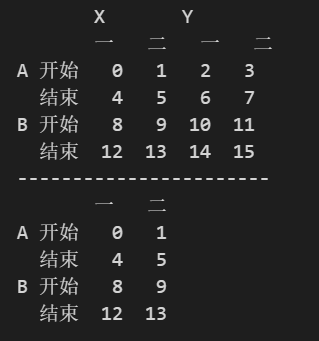 X Y
一 二 一 二
A 开始 0 1 2 3
结束 4 5 6 7
B 开始 8 9 10 11
结束 12 13 14 15
-----------------------
一 二
A 开始 0 1
结束 4 5
B 开始 8 9
结束 12 13